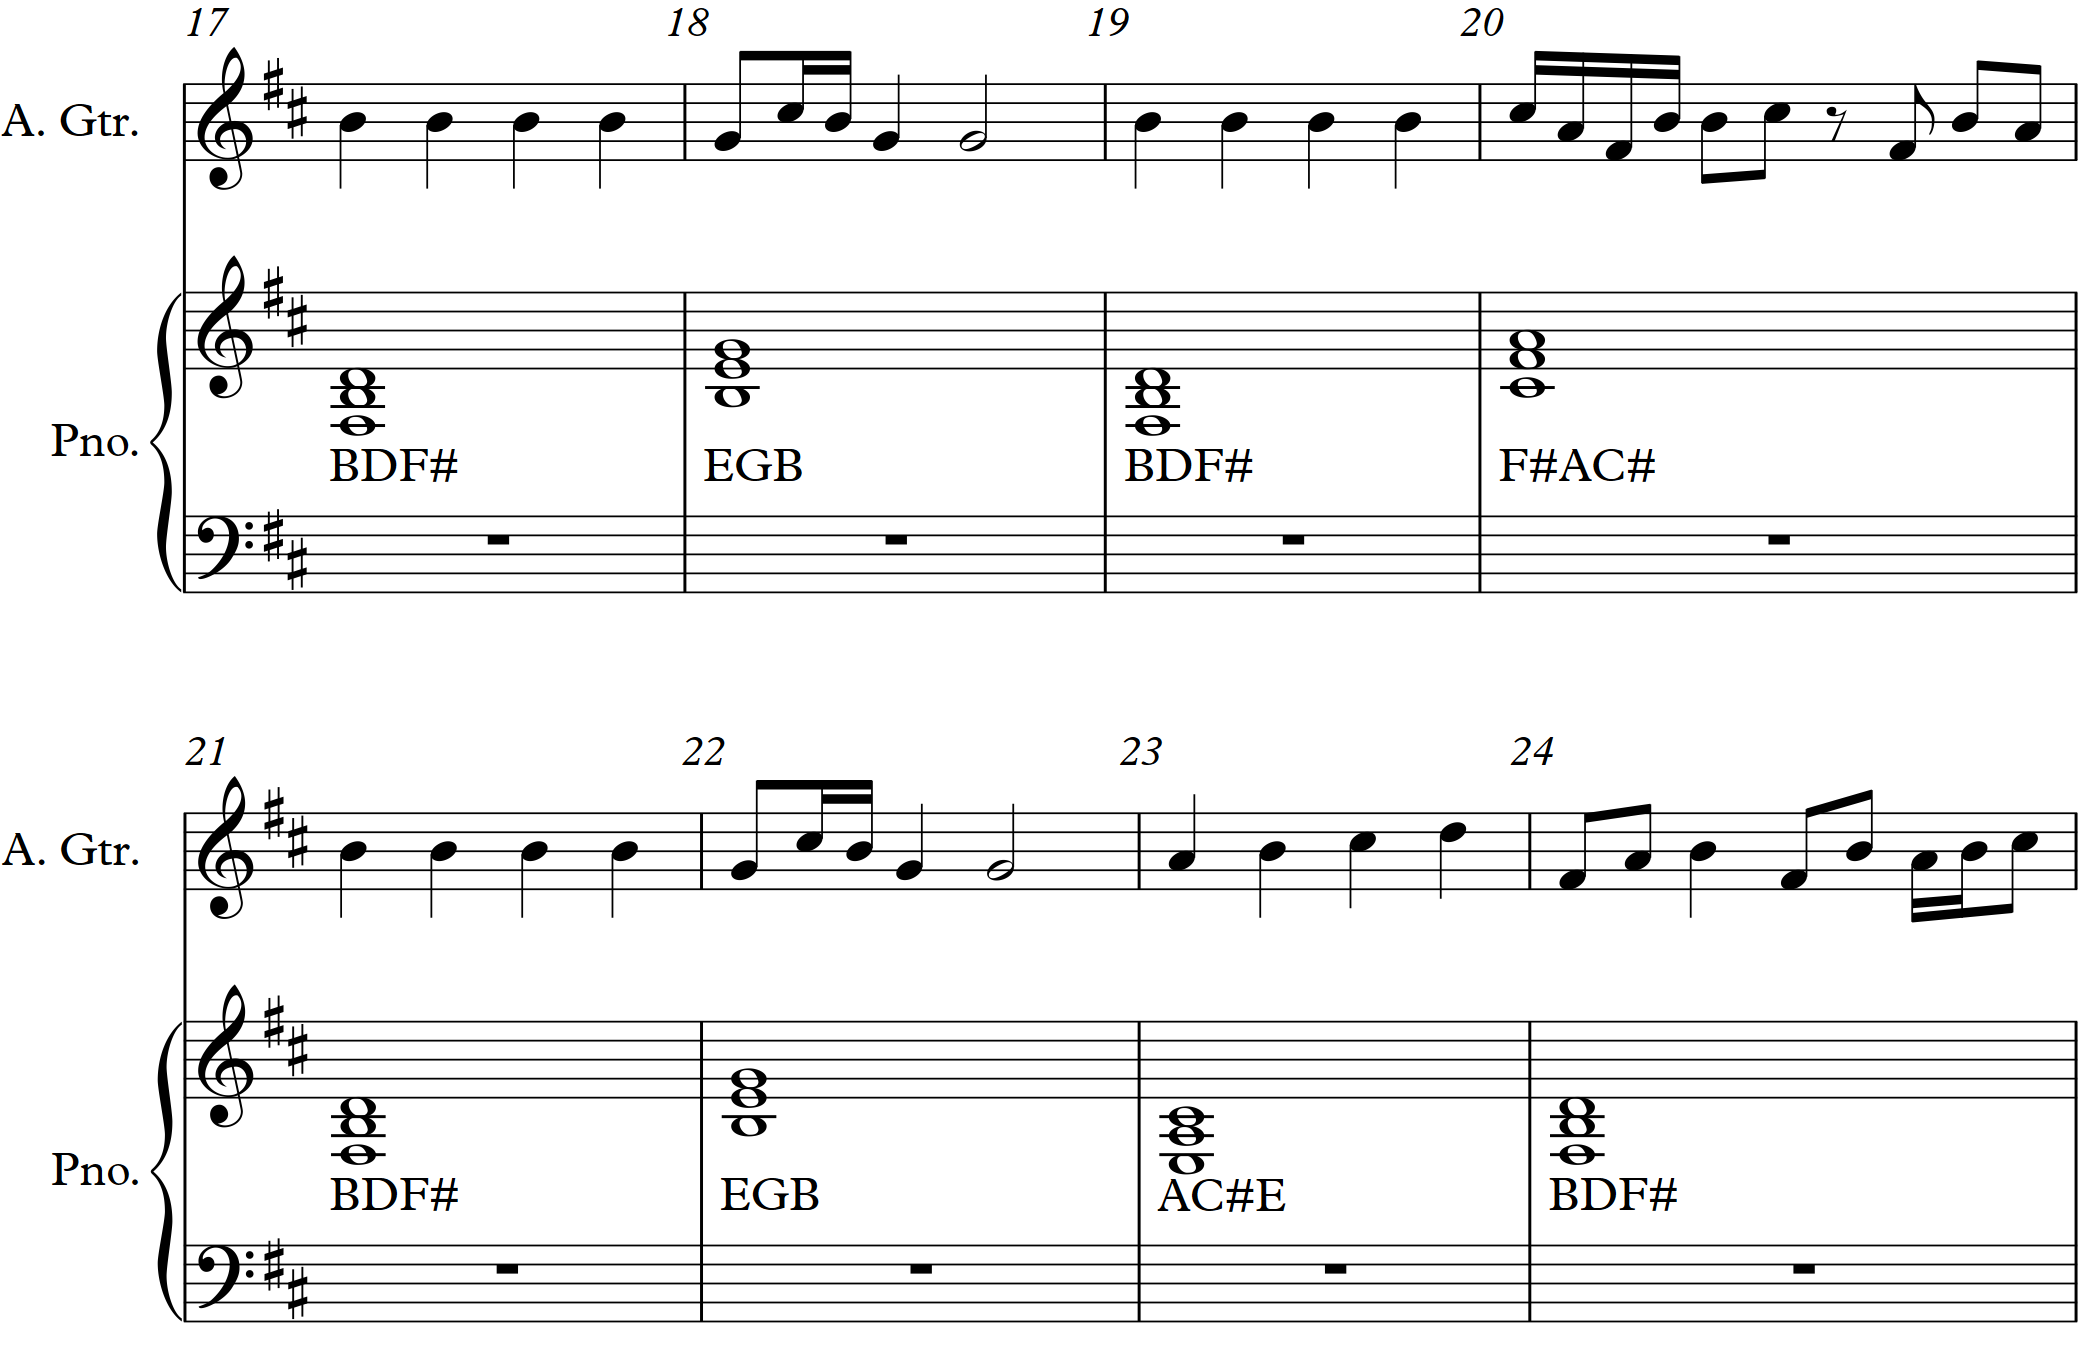 17 18 19 20
A. Gtr.
Pno.
BDF# EGB BDF# F#AC#
21 22 23 24
A. Gtr.
Pno.
BDF# EGB AC#E BDF#